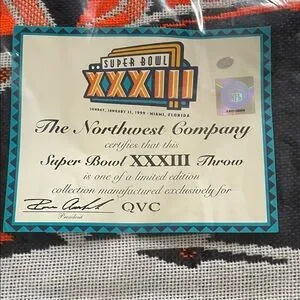 SUPER BOWL
XXXIII
SUNDAY, JANUARY 31, 1999 • MIAMI, FLORIDA
The Northwest Company
certifies that this
Super Bowl XXXIII Throw
is one of a limited edition
collection manufactured exclusively for
QVC
President